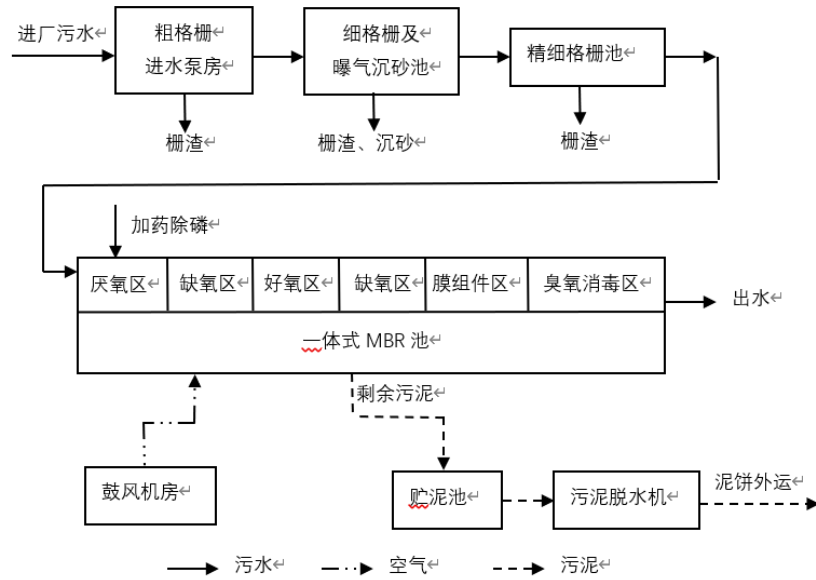 进厂污水
粗格栅
进水泵房
细格栅及
曝气沉砂池
精细格栅池
栅渣
栅渣、沉砂
栅渣
加药除磷
厌氧区
缺氧区
好氧区
缺氧区
膜组件区
臭氧消毒区
出水
一体式 MBR 池
剩余污泥
鼓风机房
贮泥池
污泥脱水机
泥饼外运
污水
空气
污泥